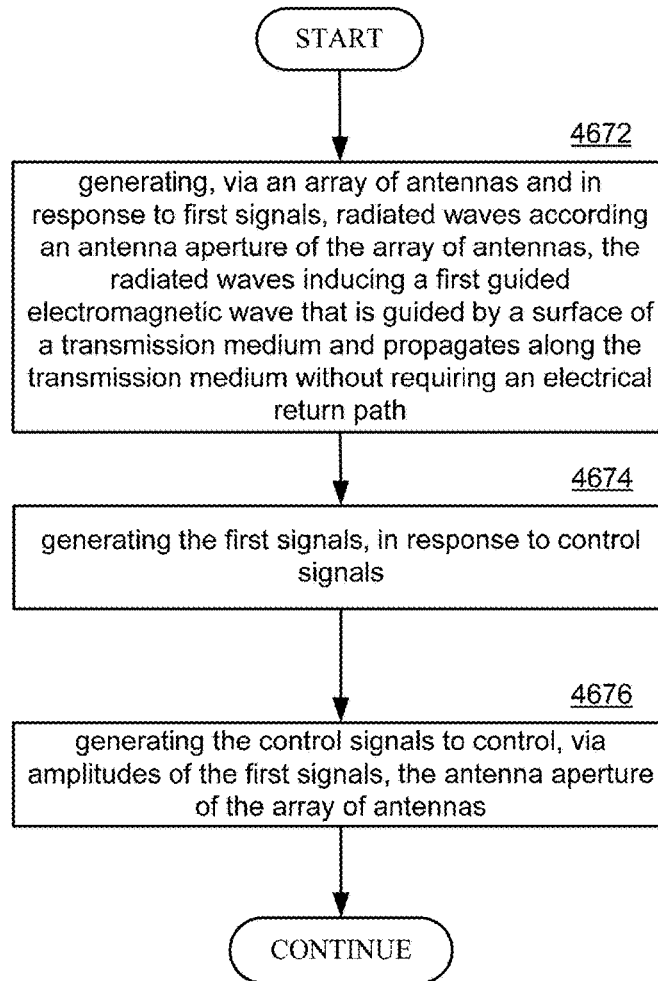 START
4672
generating, via an array of antennas and in
response to first signals, radiated waves according
an antenna aperture of the array of antennas, the
radiated waves inducing a first guided
electromagnetic wave that is guided by a surface of
a transmission medium and propagates along the
transmission medium without requiring an electrical
return path
4674
generating the first signals, in response to control
signals
4676
generating the control signals to control, via
amplitudes of the first signals, the antenna aperture
of the array of antennas
CONTINUE